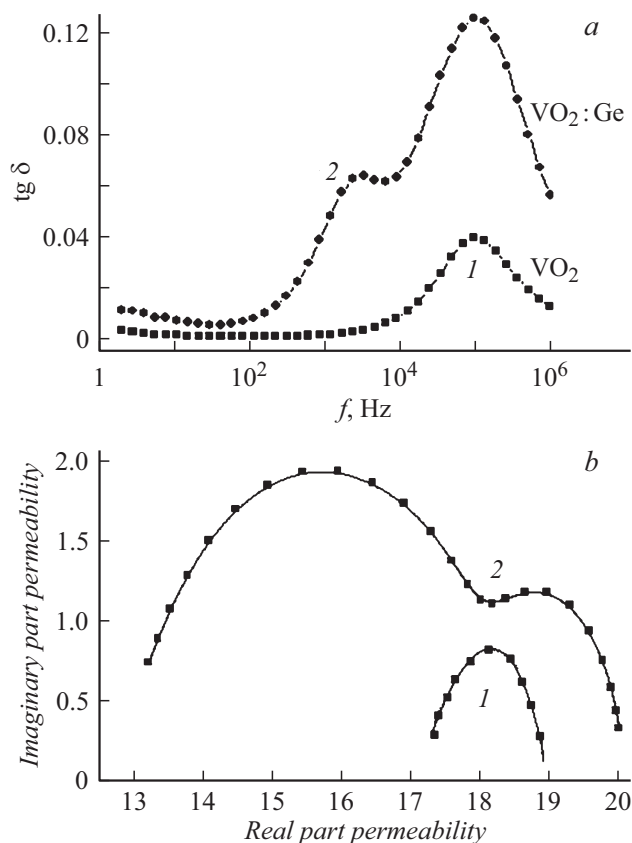 a
0.12
0.08
0.04
0
tg δ
VO2 : Ge
2
1
VO2
1
10^2
10^4
10^6
f, Hz
b
2.0
1.5
1.0
0.5
0
Imaginary part permeability
2
1
13 14 15 16 17 18 19 20
Real part permeability